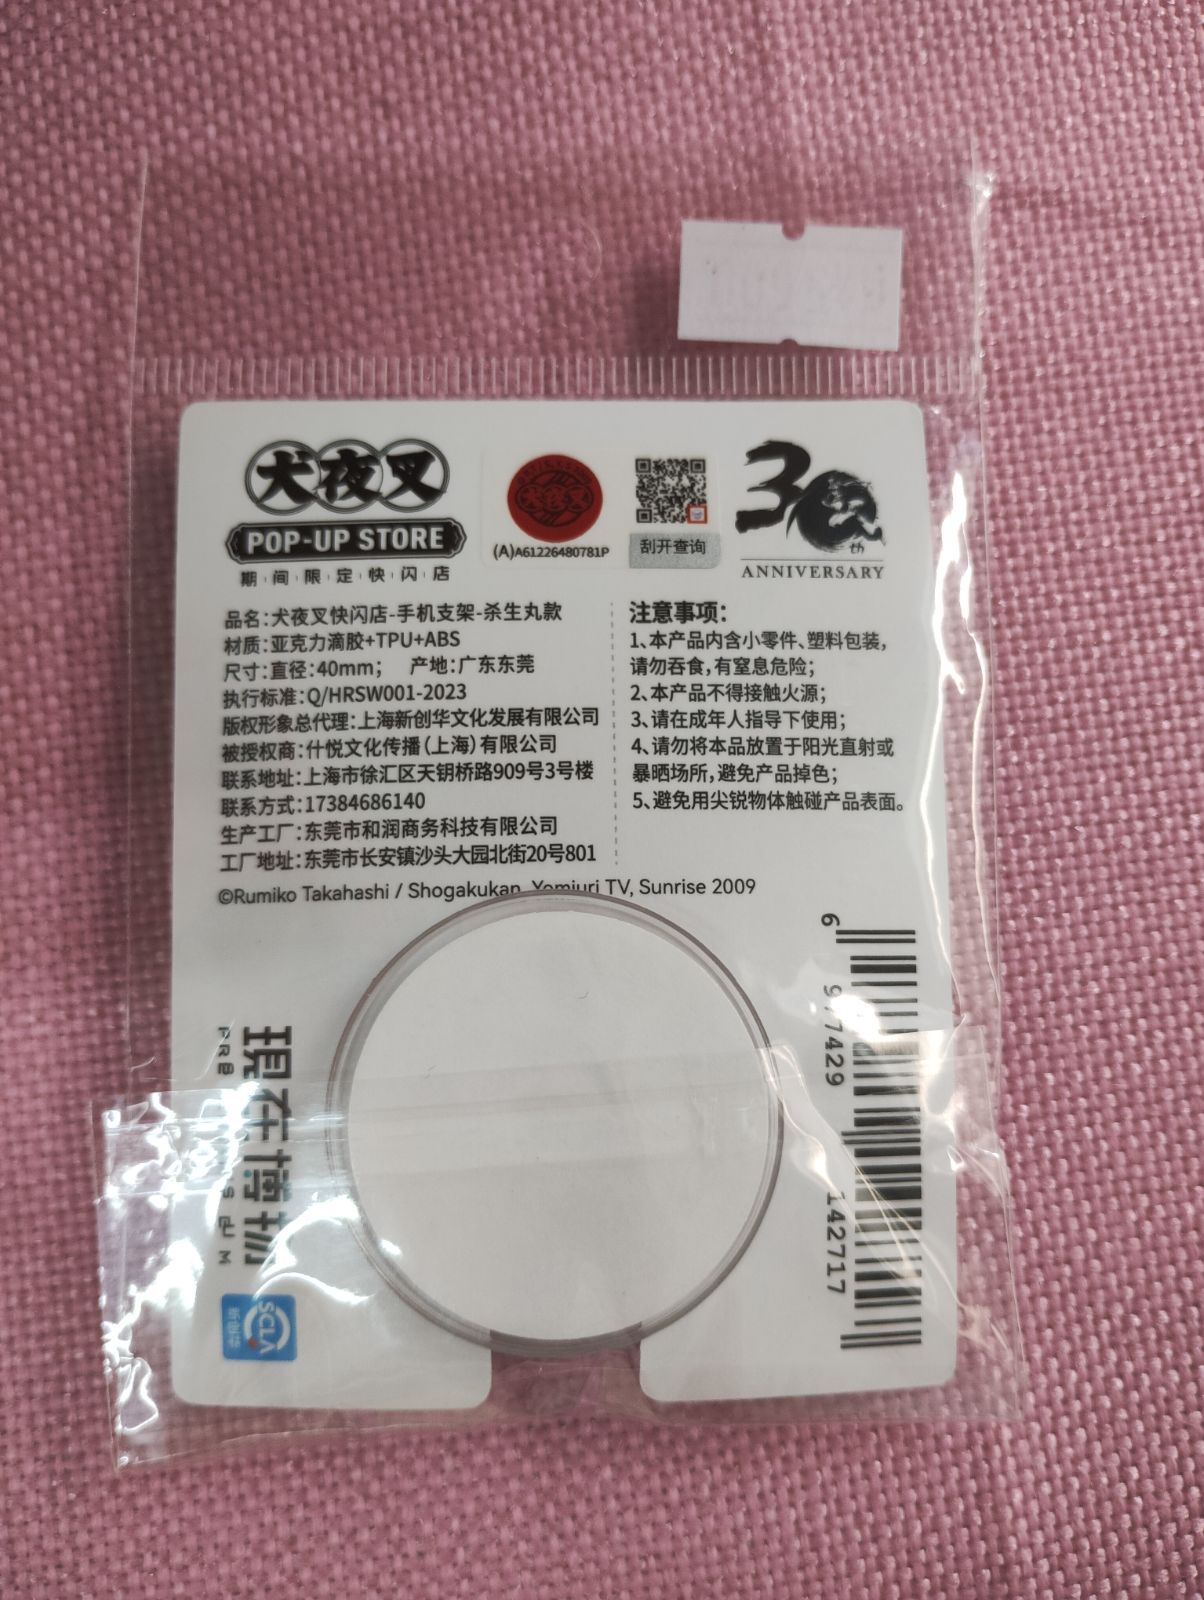 犬夜叉
POP-UP STORE
期间限定快闪店
犬夜叉
(A)A61226480781P
刮开查询
30th
ANNIVERSARY
品名:犬夜叉快闪店-手机支架-杀生丸款
材质:亚克力滴胶+TPU+ABS
尺寸:直径:40mm; 产地:广东东莞
执行标准:Q/HRSW001-2023
版权形象总代理:上海新创华文化发展有限公司
被授权商:什悦文化传播(上海)有限公司
联系地址:上海市徐汇区天钥桥路909号3号楼
联系方式:17384686140
生产工厂:东莞市和润商务科技有限公司
工厂地址:东莞市长安镇沙头大园北街20号801
注意事项:
1、本产品内含小零件、塑料包装,
请勿吞食,有窒息危险;
2、本产品不得接触火源;
3、请在成年人指导下使用;
4、请勿将本品放置于阳光直射或
暴晒场所,避免产品掉色;
5、避免用尖锐物体触碰产品表面。
©Rumiko Takahashi / Shogakukan, Yomiuri TV, Sunrise 2009
現在博物
SCLA
新创华
6 977429 142717